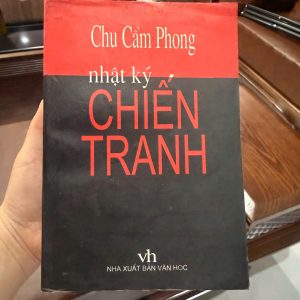 Chu Cẩm Phong
nhật ký
CHIẾN
TRANH
vh
NHÀ XUẤT BẢN VĂN HỌC